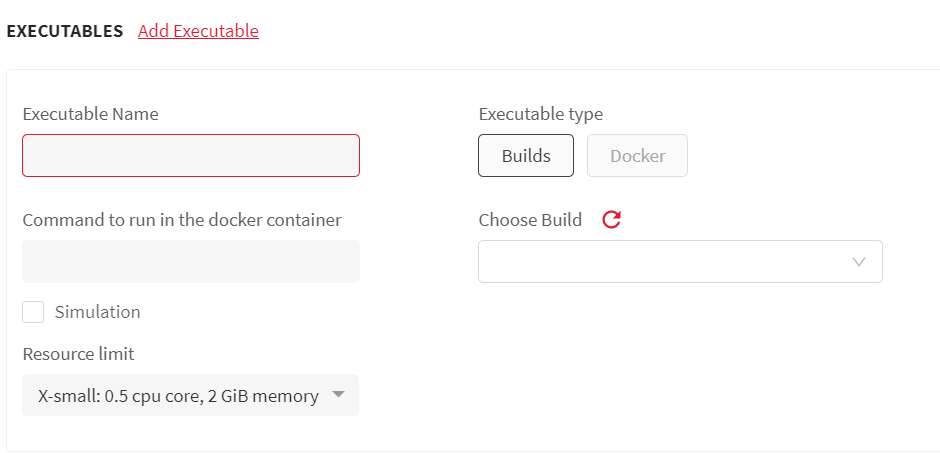 EXECUTABLES Add Executable
Executable Name
Executable type
Builds Docker
Command to run in the docker container
Choose Build
Simulation
Resource limit
X-small: 0.5 cpu core, 2 GiB memory